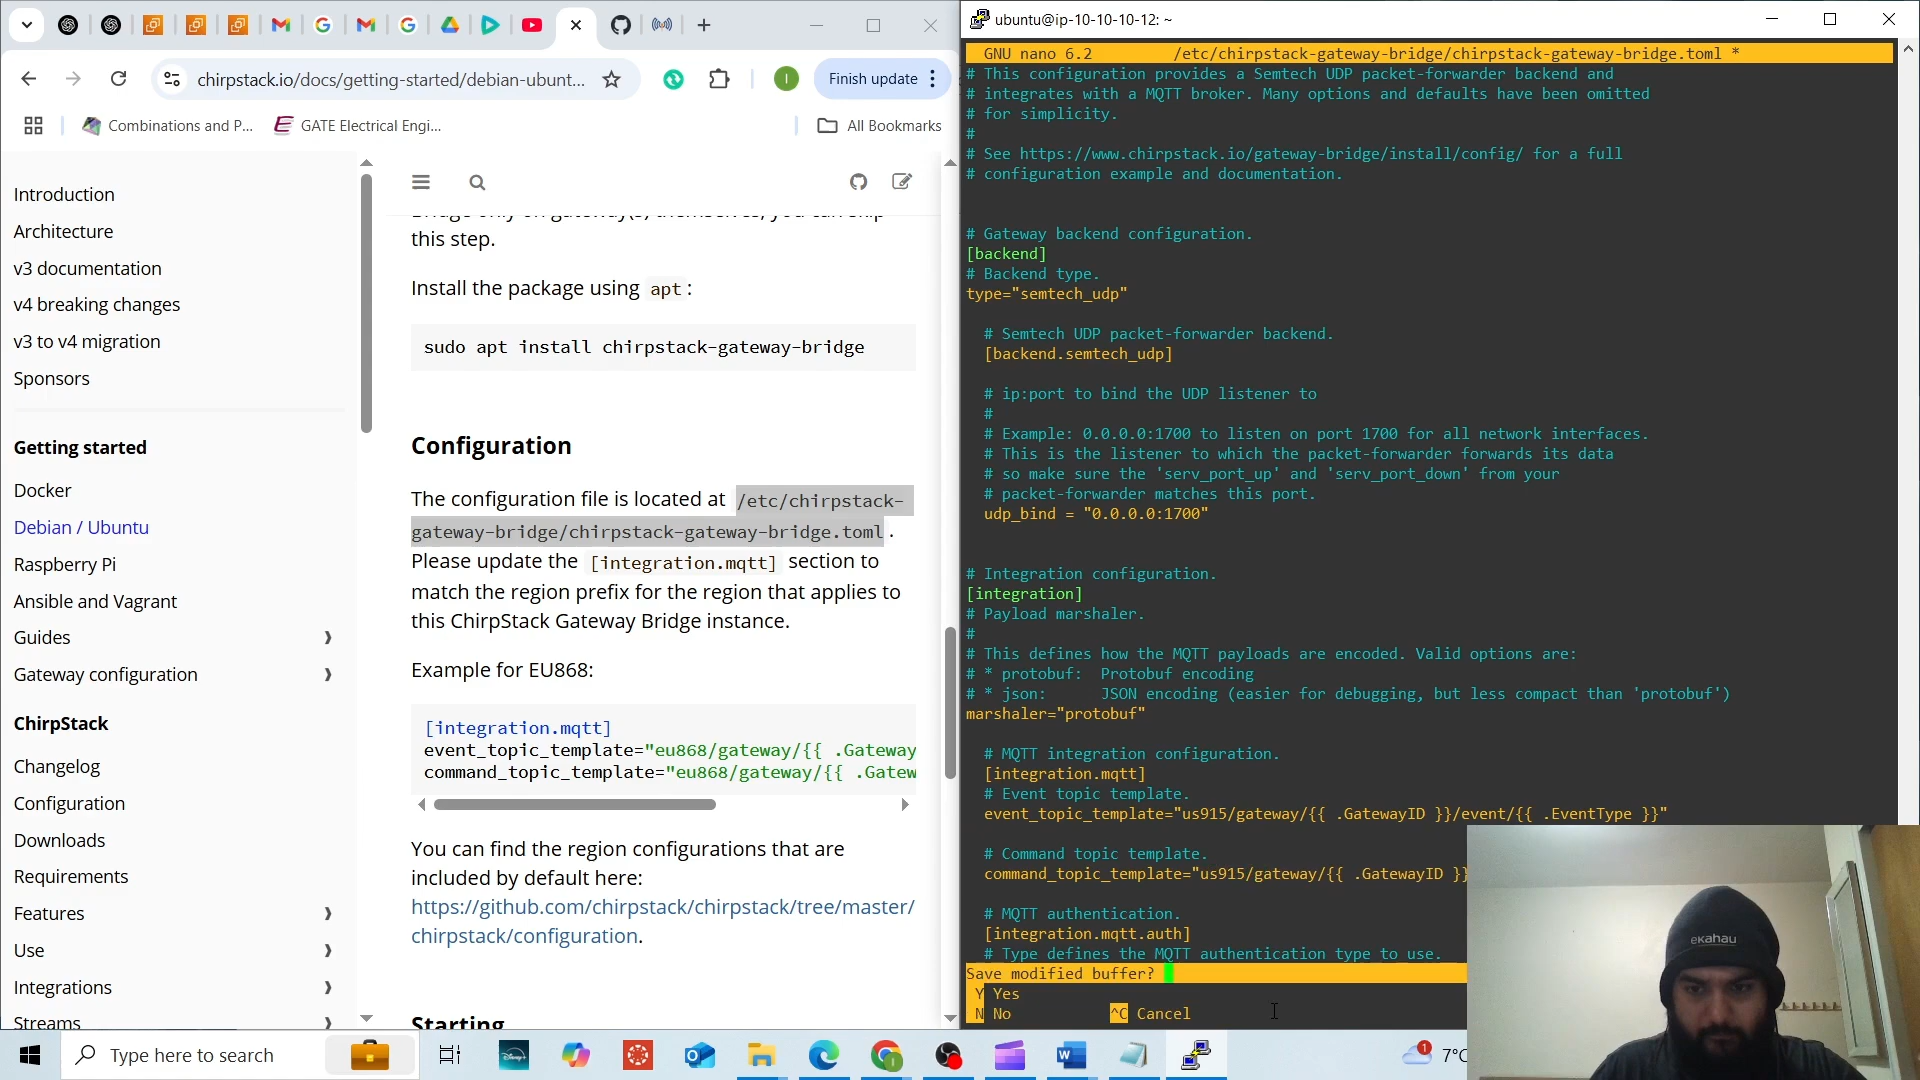 chirpstack.io/docs/getting-started/debian-ubunt...
Finish update
Combinations and P...
GATE Electrical Engi...
All Bookmarks
Introduction
Architecture
v3 documentation
v4 breaking changes
v3 to v4 migration
Sponsors
Getting started
Docker
Debian / Ubuntu
Raspberry Pi
Ansible and Vagrant
Guides
Gateway configuration
ChirpStack
Changelog
Configuration
Downloads
Requirements
Features
Use
Integrations
Streams
Bridge only on gateway(s) themselves, you can skip
this step.
Install the package using apt:
sudo apt install chirpstack-gateway-bridge
Configuration
The configuration file is located at /etc/chirpstack-
gateway-bridge/chirpstack-gateway-bridge.toml .
Please update the [integration.mqtt] section to
match the region prefix for the region that applies to
this ChirpStack Gateway Bridge instance.
Example for EU868:
[integration.mqtt]
event_topic_template="eu868/gateway/{{ .Gateway
command_topic_template="eu868/gateway/{{ .Gatew
You can find the region configurations that are
included by default here:
https://github.com/chirpstack/chirpstack/tree/master/
chirpstack/configuration.
Starting
ubuntu@ip-10-10-10-12: ~
GNU nano 6.2 /etc/chirpstack-gateway-bridge/chirpstack-gateway-bridge.toml *
# This configuration provides a Semtech UDP packet-forwarder backend and
# integrates with a MQTT broker. Many options and defaults have been omitted
# for simplicity.
#
# See https://www.chirpstack.io/gateway-bridge/install/config/ for a full
# configuration example and documentation.
# Gateway backend configuration.
[backend]
# Backend type.
type="semtech_udp"
# Semtech UDP packet-forwarder backend.
[backend.semtech_udp]
# ip:port to bind the UDP listener to
#
# Example: 0.0.0.0:1700 to listen on port 1700 for all network interfaces.
# This is the listener to which the packet-forwarder forwards its data
# so make sure the 'serv_port_up' and 'serv_port_down' from your
# packet-forwarder matches this port.
udp_bind = "0.0.0.0:1700"
# Integration configuration.
[integration]
# Payload marshaler.
#
# This defines how the MQTT payloads are encoded. Valid options are:
# * protobuf: Protobuf encoding
# * json: JSON encoding (easier for debugging, but less compact than 'protobuf')
marshaler="protobuf"
# MQTT integration configuration.
[integration.mqtt]
# Event topic template.
event_topic_template="us915/gateway/{{ .GatewayID }}/event/{{ .EventType }}"
# Command topic template.
command_topic_template="us915/gateway/{{ .GatewayID }}
# MQTT authentication.
[integration.mqtt.auth]
# Type defines the MQTT authentication type to use.
Save modified buffer?
Y Yes
N No ^C Cancel
ekahau
Type here to search
1
7°C